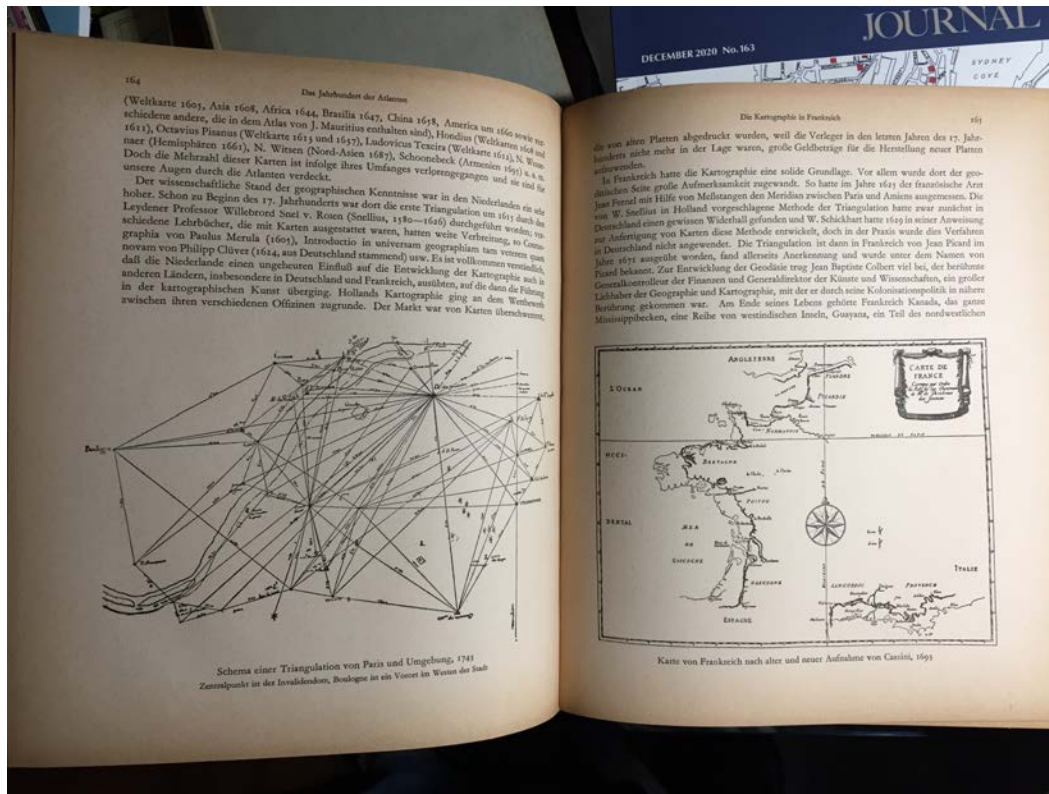 JOURNAL
DECEMBER 2020 No. 163
SYDNEY
COVE
164
Das Jahrhundert der Atlanten
(Weltkarte 1605, Asia 1608, Africa 1644, Brasilia 1647, China 1658, America um 1660 sowie ver-
schiedene andere, die in dem Atlas von J. Mauritius enthalten sind), Hondius (Weltkarten 1608 und
1611), Octavius Pisanus (Weltkarte 1613 und 1637), Ludovicus Texeira (Weltkarte 1612), N. Wesse-
naer (Hemisphären 1661), N. Witsen (Nord-Asien 1687), Schoonebeck (Armenien 1695) u. a. m.
Doch die Mehrzahl dieser Karten ist infolge ihres Umfanges verlorengegangen und sie sind für
unsere Augen durch die Atlanten verdeckt.
Der wissenschaftliche Stand der geographischen Kenntnisse war in den Niederlanden ein sehr
hoher. Schon zu Beginn des 17. Jahrhunderts war dort die erste Triangulation um 1615 durch den
Leydener Professor Willebrord Snel v. Roien (Snellius, 1580—1626) durchgeführt worden; ver-
schiedene Lehrbücher, die mit Karten ausgestattet waren, hatten weite Verbreitung, so Cosmo-
graphia von Paulus Merula (1605), Introductio in universam geographiam tam veterem quam
novam von Philipp Clüver (1624, aus Deutschland stammend) usw. Es ist vollkommen verständlich,
daß die Niederlande einen ungeheuren Einfluß auf die Entwicklung der Kartographie auch in
anderen Ländern, insbesondere in Deutschland und Frankreich, ausübten, auf die dann die Führung
in der kartographischen Kunst überging. Hollands Kartographie ging an dem Wettbewerb
zwischen ihren verschiedenen Offizinen zugrunde. Der Markt war von Karten überschwemmt,
Schema einer Triangulation von Paris und Umgebung, 1743
Zentralpunkt ist der Invalidendom, Boulogne ist ein Vorort im Westen der Stadt
Die Kartographie in Frankreich
165
die von alten Platten abgedruckt wurden, weil die Verleger in den letzten Jahren des 17. Jahr-
hunderts nicht mehr in der Lage waren, große Geldbeträge für die Herstellung neuer Platten
aufzuwenden.
In Frankreich hatte die Kartographie eine solide Grundlage. Vor allem wurde dort der geo-
dätischen Seite große Aufmerksamkeit zugewandt. So hatte im Jahre 1625 der französische Arzt
Jean Fernel mit Hilfe von Meßstangen den Meridian zwischen Paris und Amiens ausgemessen. Die
von W. Snellius in Holland vorgeschlagene Methode der Triangulation hatte zwar zunächst in
Deutschland einen gewissen Widerhall gefunden und W. Schickhart hatte 1629 in seiner Anweisung
zur Anfertigung von Karten diese Methode entwickelt, doch in der Praxis wurde dies Verfahren
in Deutschland nicht angewendet. Die Triangulation ist dann in Frankreich von Jean Picard im
Jahre 1671 ausgeübt worden, fand allerseits Anerkennung und wurde unter dem Namen von
Picard bekannt. Zur Entwicklung der Geodäsie trug Jean Baptiste Colbert viel bei, der berühmte
Generalkontrolleur der Finanzen und Generaldirektor der Künste und Wissenschaften, ein großer
Liebhaber der Geographie und Kartographie, mit der er durch seine Kolonisationspolitik in nähere
Berührung gekommen war. Am Ende seines Lebens gehörte Frankreich Kanada, das ganze
Mississippibecken, eine Reihe von westindischen Inseln, Guayana, ein Teil des nordwestlichen
ANGLETERRE
CARTE DE
FRANCE
L'OCEAN
FLANDRE
PICARDIE
NORMANDIE
OCCI-
BRETAGNE
POITOU
DENTAL
MER
DE
GASCOGNE
GASCOGNE
ITALIE
LANGUEDOC
PROVENCE
ESPAGNE
Karte von Frankreich nach alter und neuer Aufnahme von Cassini, 1693